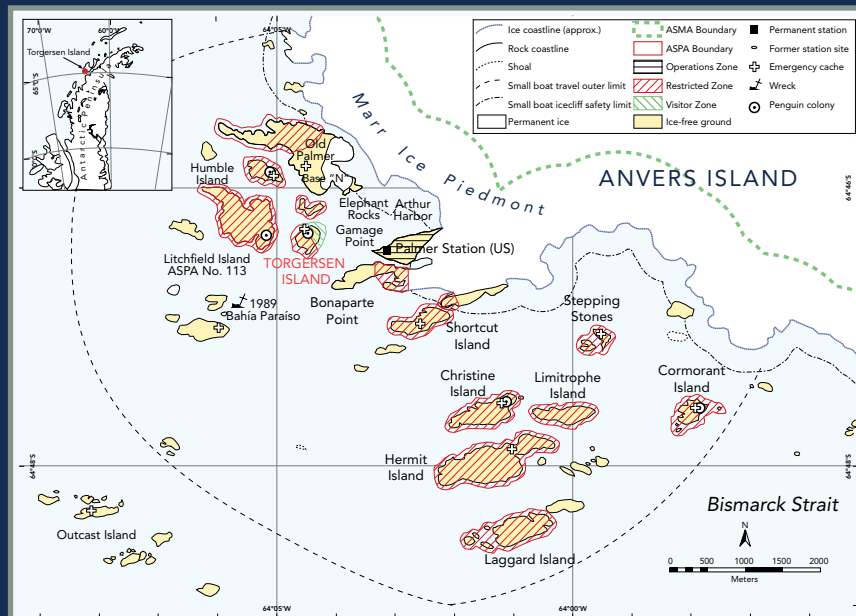 70°0'W
60°0'W
Torgersen Island
65°0'S
Antarctic Peninsula
64°05'W
Ice coastline (approx.)
Rock coastline
Shoal
Small boat travel outer limit
Small boat icecliff safety limit
Permanent ice
ASMA Boundary
ASPA Boundary
Operations Zone
Restricted Zone
Visitor Zone
Ice-free ground
Permanent station
Former station site
Emergency cache
Wreck
Penguin colony
Marr Ice Piedmont
ANVERS ISLAND
64°46'S
Old
Palmer
Base "N"
Humble
Island
Elephant
Rocks
Arthur
Harbor
Gamage
Point
Palmer Station (US)
Litchfield Island
ASPA No. 113
TORGERSEN
ISLAND
1989
Bahía Paraíso
Bonaparte
Point
Shortcut
Island
Stepping
Stones
Christine
Island
Limitrophe
Island
Cormorant
Island
Hermit
Island
64°48'S
64°48'S
Outcast Island
Laggard Island
Bismarck Strait
N
0 500 1000 1500 2000
Meters
64°05'W
64°00'W